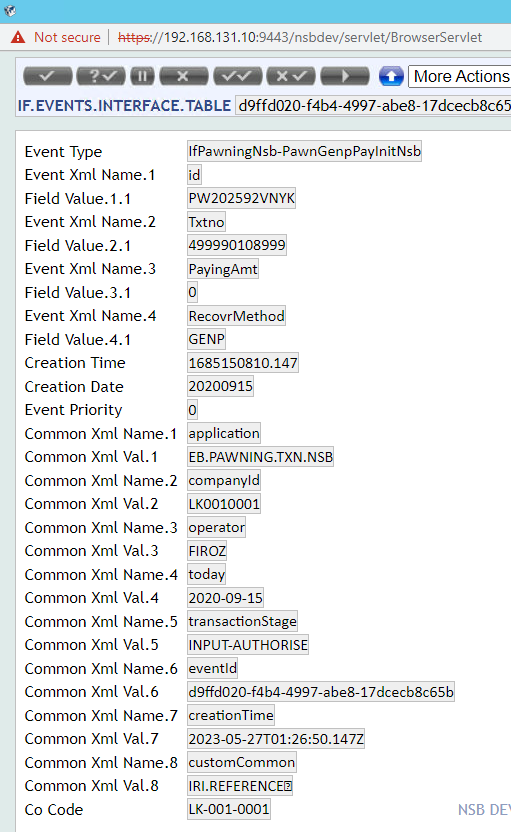 Not secure | https://192.168.131.10:9443/nsbdev/servlet/BrowserServlet
More Actions
IF.EVENTS.INTERFACE.TABLE d9ffd020-f4b4-4997-abe8-17dcecb8c65
Event Type IfPawningNsb-PawnGenpPayInitNsb
Event Xml Name.1 id
Field Value.1.1 PW202592VNYK
Event Xml Name.2 Txtno
Field Value.2.1 499990108999
Event Xml Name.3 PayingAmt
Field Value.3.1 0
Event Xml Name.4 RecovrMethod
Field Value.4.1 GENP
Creation Time 1685150810.147
Creation Date 20200915
Event Priority 0
Common Xml Name.1 application
Common Xml Val.1 EB.PAWNING.TXN.NSB
Common Xml Name.2 companyId
Common Xml Val.2 LK0010001
Common Xml Name.3 operator
Common Xml Val.3 FIROZ
Common Xml Name.4 today
Common Xml Val.4 2020-09-15
Common Xml Name.5 transactionStage
Common Xml Val.5 INPUT-AUTHORISE
Common Xml Name.6 eventId
Common Xml Val.6 d9ffd020-f4b4-4997-abe8-17dcecb8c65b
Common Xml Name.7 creationTime
Common Xml Val.7 2023-05-27T01:26:50.147Z
Common Xml Name.8 customCommon
Common Xml Val.8 IRI.REFERENCE
Co Code LK-001-0001
NSB DEV